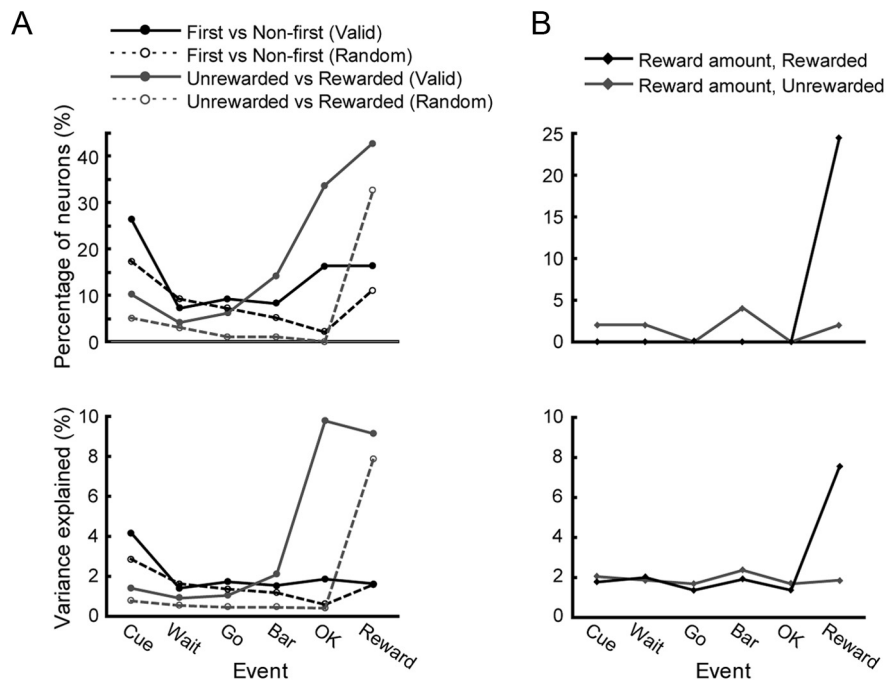 A
First vs Non-first (Valid)
First vs Non-first (Random)
Unrewarded vs Rewarded (Valid)
Unrewarded vs Rewarded (Random)
Percentage of neurons (%)
40
30
20
10
0
Variance explained (%)
10
8
6
4
2
0
Cue
Wait
Go
Bar
OK
Reward
Event
B
Reward amount, Rewarded
Reward amount, Unrewarded
25
20
15
10
5
0
10
8
6
4
2
0
Cue
Wait
Go
Bar
OK
Reward
Event